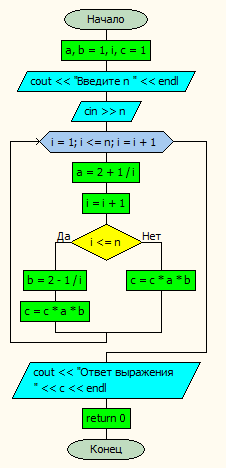 Начало
a, b = 1, i, c = 1
cout << "Введите n " << endl
cin >> n
i = 1; i <= n; i = i + 1
a = 2 + 1 / i
i = i + 1
Да
Нет
i <= n
b = 2 - 1 / i
c = c * a * b
c = c * a * b
cout << "Ответ выражения
" << c << endl
return 0
Конец